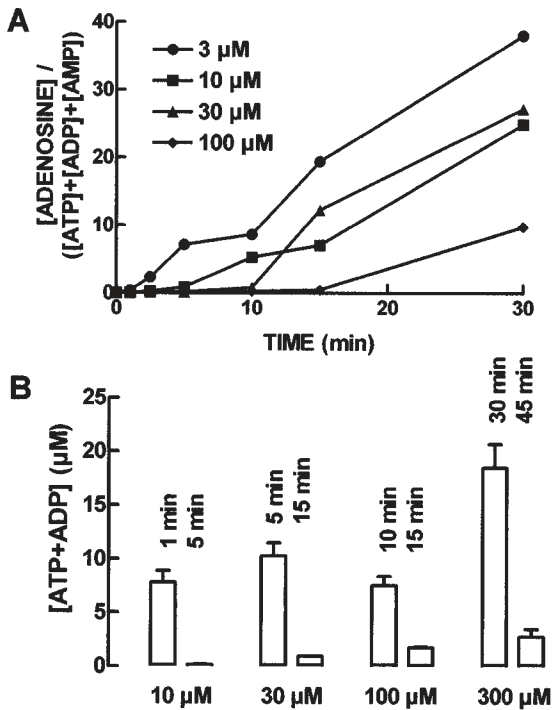 A
[ADENOSINE] /
([ATP]+[ADP]+[AMP])
40
30
20
10
0
3 µM
10 µM
30 µM
100 µM
0
10
20
30
TIME (min)
B
[ATP+ADP] (µM)
25
20
15
10
5
0
1 min
5 min
5 min
15 min
10 min
15 min
30 min
45 min
10 µM
30 µM
100 µM
300 µM